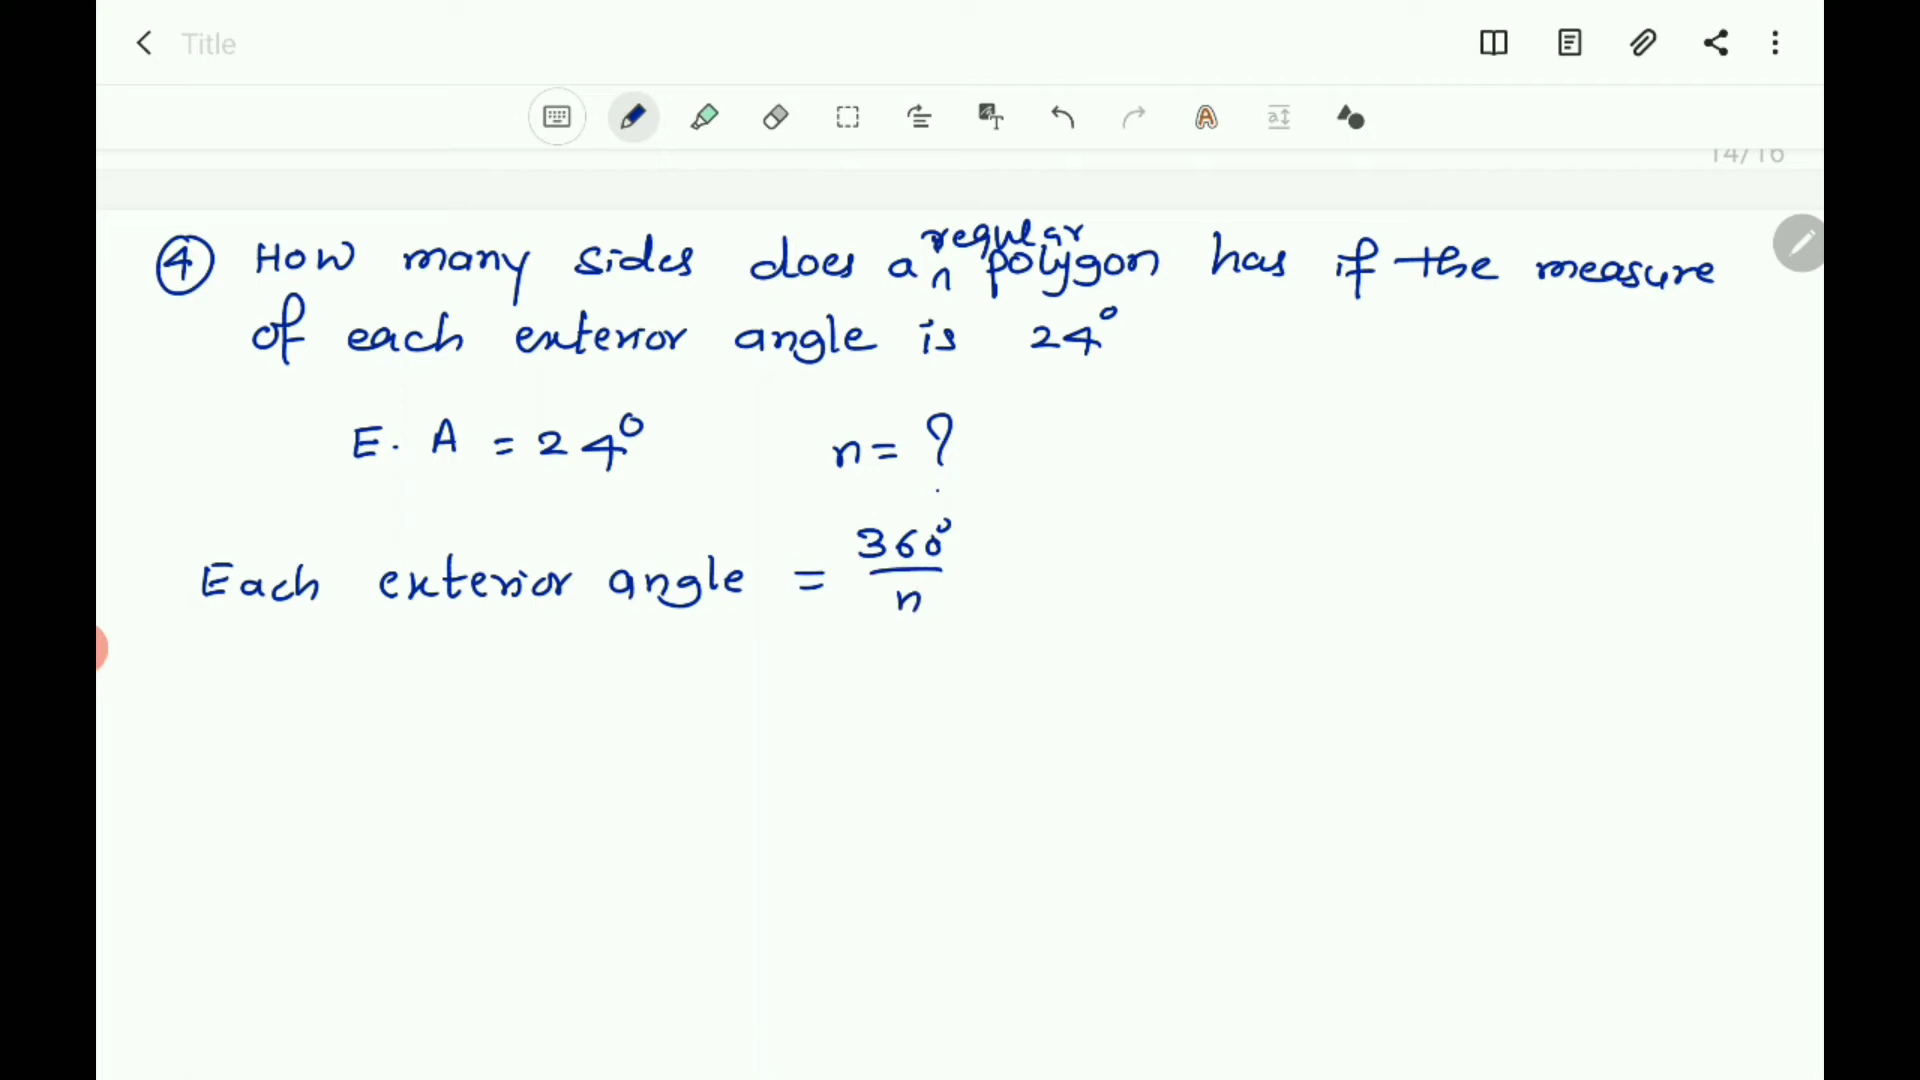 Title
14/16
④ How many sides does a regular polygon has if the measure
of each exterior angle is 24°
E. A = 24° n = ?
Each exterior angle = 360°/n